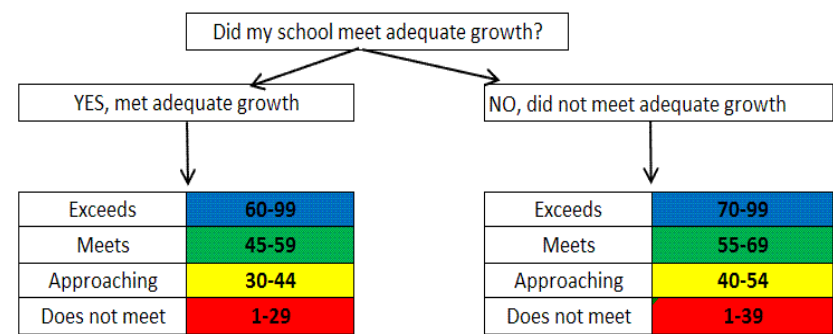 Did my school meet adequate growth?
YES, met adequate growth
NO, did not meet adequate growth
Exceeds 60-99
Meets 45-59
Approaching 30-44
Does not meet 1-29
Exceeds 70-99
Meets 55-69
Approaching 40-54
Does not meet 1-39